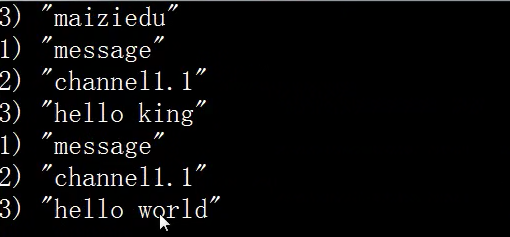 3) "maiziedu"
1) "message"
2) "channel1.1"
3) "hello king"
1) "message"
2) "channel1.1"
3) "hello world"